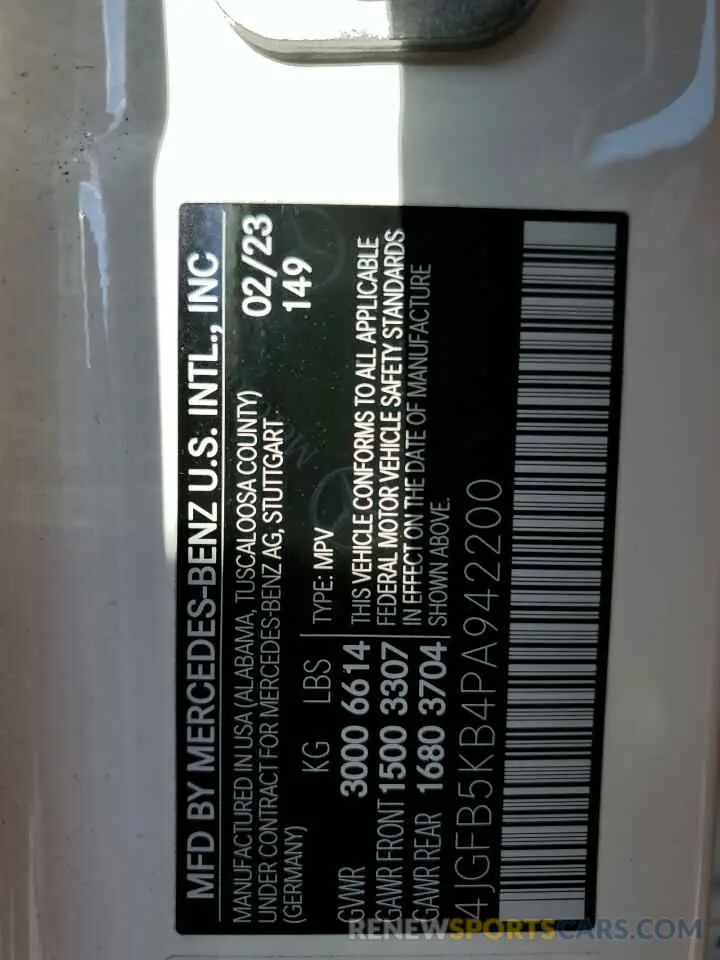 MFD BY MERCEDES-BENZ U.S. INTL., INC
MANUFACTURED IN USA (ALABAMA, TUSCALOOSA COUNTY)
UNDER CONTRACT FOR MERCEDES-BENZ AG, STUTTGART
(GERMANY)
02/23
149
KG LBS
GVWR 3000 6614
GAWR FRONT 1500 3307
GAWR REAR 1680 3704
TYPE: MPV
THIS VEHICLE CONFORMS TO ALL APPLICABLE
FEDERAL MOTOR VEHICLE SAFETY STANDARDS
IN EFFECT ON THE DATE OF MANUFACTURE
SHOWN ABOVE.
4JGFB5KB4PA942200
RENEWSPORTSCARS.COM